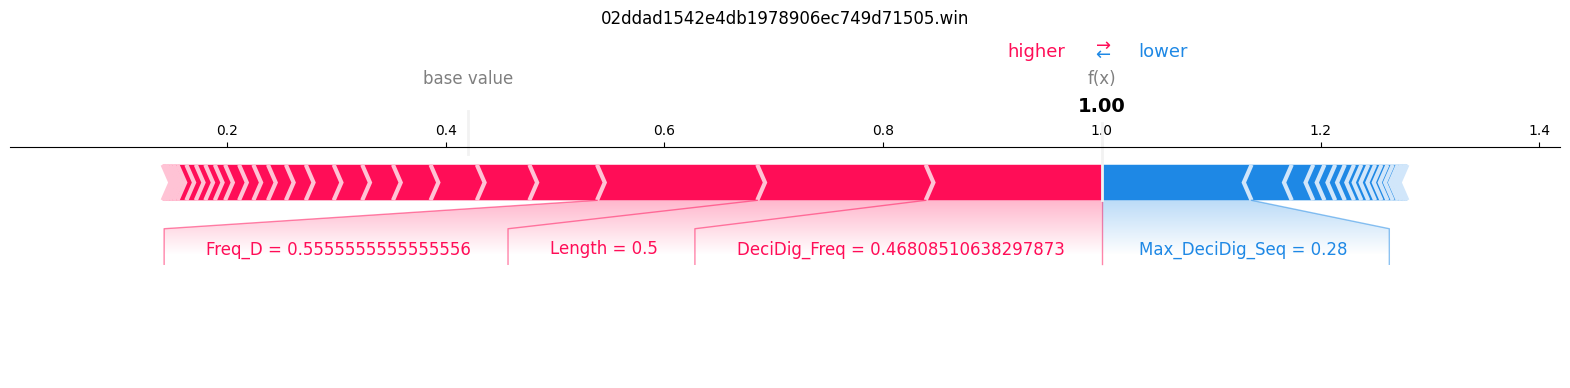 02ddad1542e4db1978906ec749d71505.win
higher → ← lower
base value f(x)
1.00
0.2 0.4 0.6 0.8 1.0 1.2 1.4
Freq_D = 0.5555555555555556 Length = 0.5 DeciDig_Freq = 0.46808510638297873 Max_DeciDig_Seq = 0.28